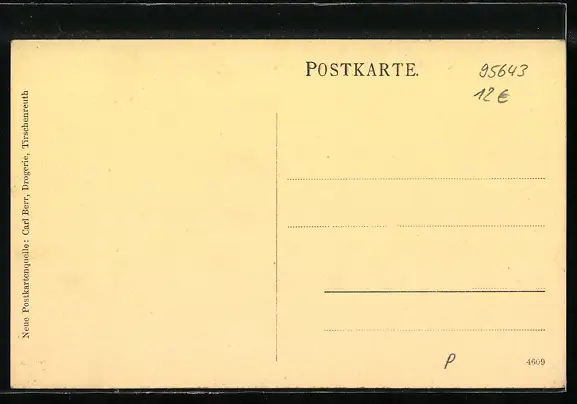 POSTKARTE.
95643
12 €
Neue Postkartenquelle: Carl Berr, Drogerie, Tirschenreuth
P
4609